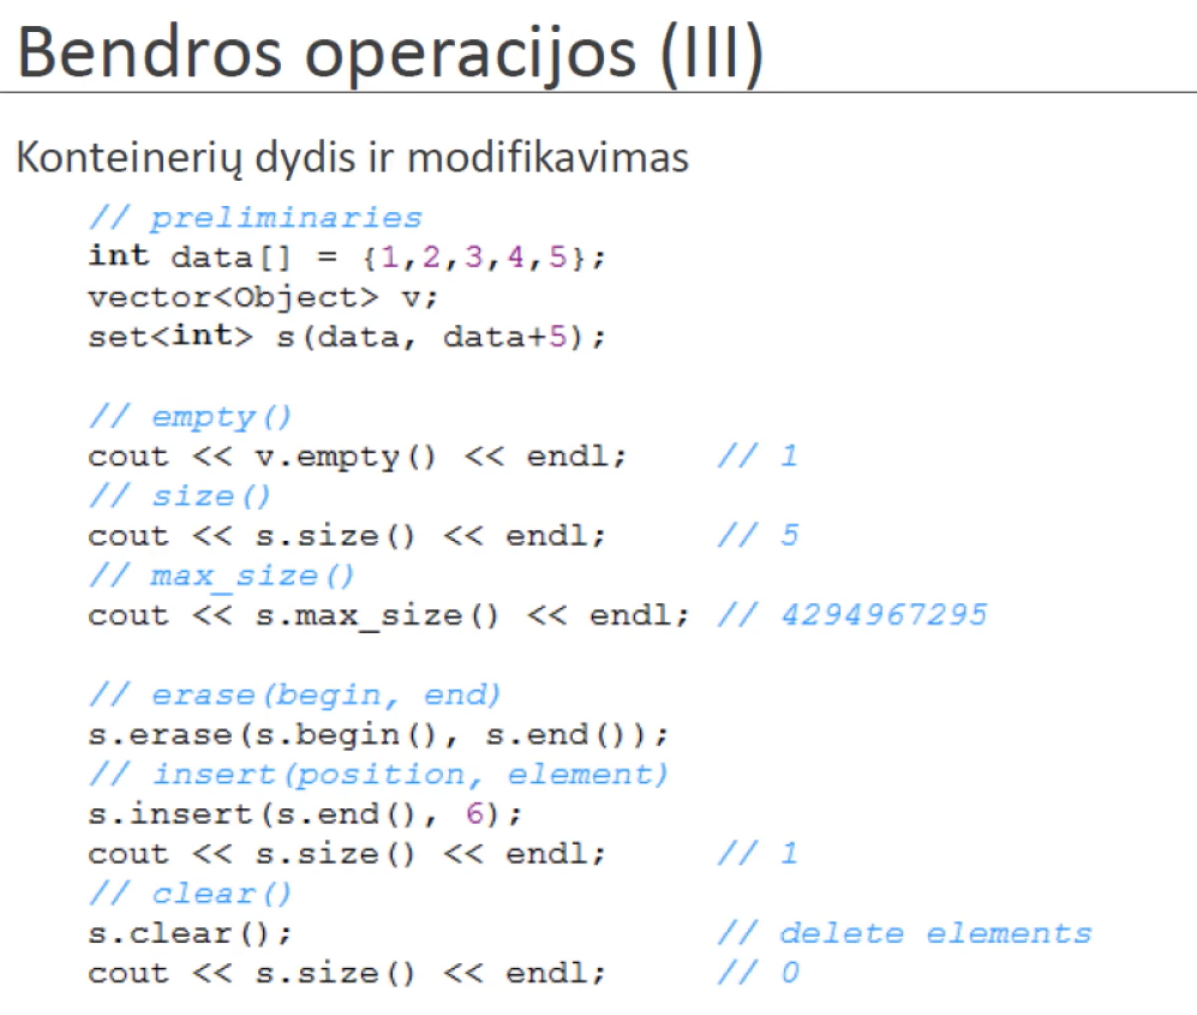 Bendros operacijos (III)
Konteinerių dydis ir modifikavimas
// preliminaries
int data[] = {1,2,3,4,5};
vector<Object> v;
set<int> s(data, data+5);
// empty()
cout << v.empty() << endl; // 1
// size()
cout << s.size() << endl; // 5
// max_size()
cout << s.max_size() << endl; // 4294967295
// erase(begin, end)
s.erase(s.begin(), s.end());
// insert(position, element)
s.insert(s.end(), 6);
cout << s.size() << endl; // 1
// clear()
s.clear(); // delete elements
cout << s.size() << endl; // 0